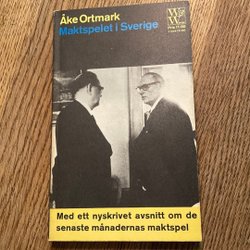 Åke Ortmark
Maktspelet i Sverige
W&W
Med ett nyskrivet avsnitt om de
senaste månadernas maktspel